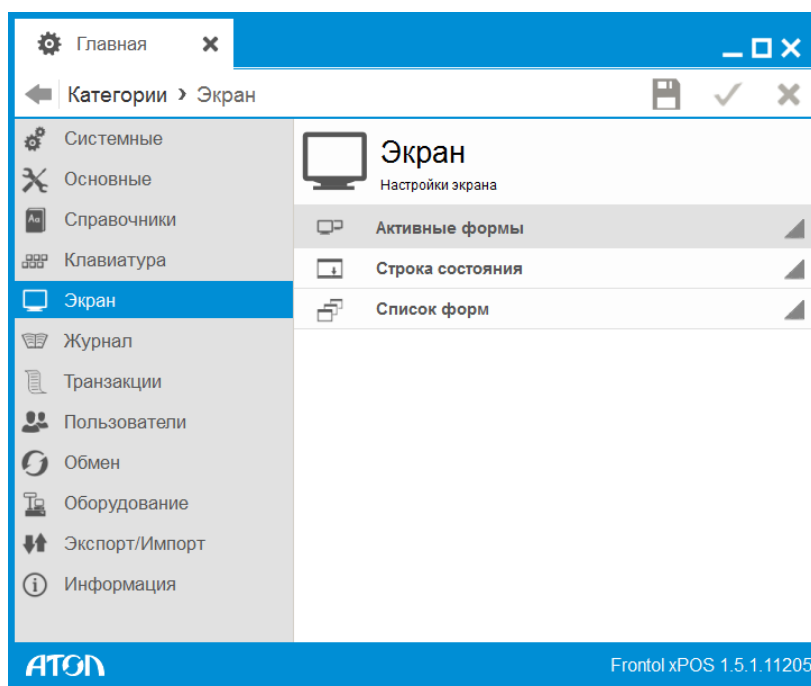 Главная
Категории › Экран
Системные
Основные
Справочники
Клавиатура
Экран
Журнал
Транзакции
Пользователи
Обмен
Оборудование
Экспорт/Импорт
Информация
Экран
Настройки экрана
Активные формы
Строка состояния
Список форм
ATOL
Frontol xPOS 1.5.1.11205